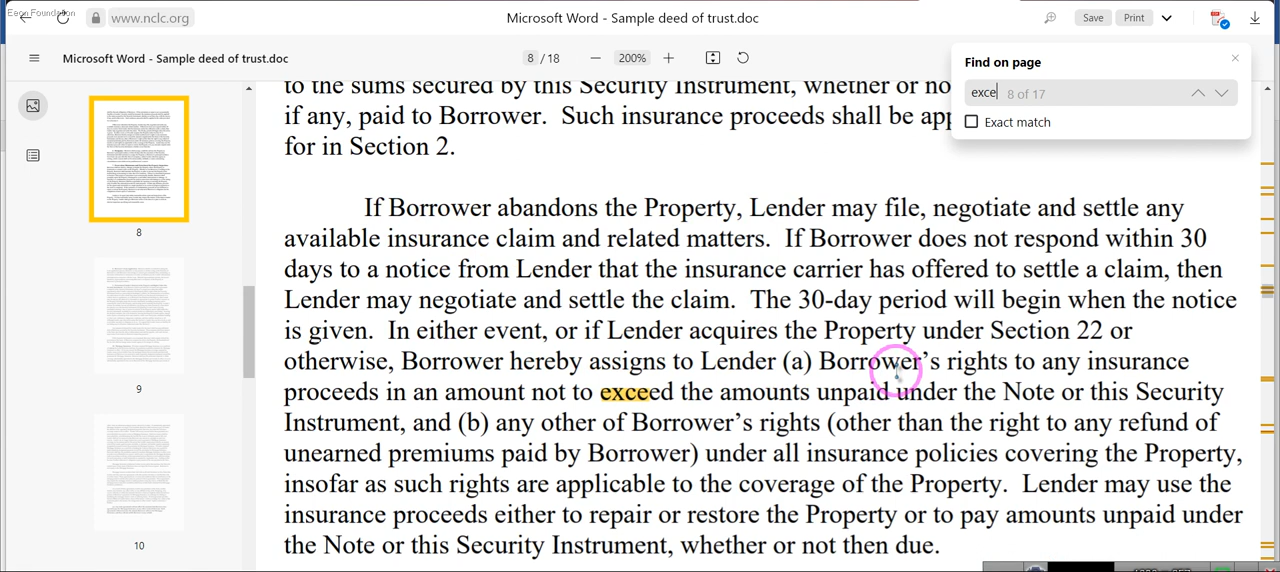 Eeon Foundation
www.nclc.org
Microsoft Word - Sample deed of trust.doc
Save
Print
Microsoft Word - Sample deed of trust.doc
8 / 18
200%
Find on page
exce 8 of 17
Exact match
8
9
10
to the sums secured by this Security Instrument, whether or no
if any, paid to Borrower. Such insurance proceeds shall be app
for in Section 2.
If Borrower abandons the Property, Lender may file, negotiate and settle any
available insurance claim and related matters. If Borrower does not respond within 30
days to a notice from Lender that the insurance carrier has offered to settle a claim, then
Lender may negotiate and settle the claim. The 30-day period will begin when the notice
is given. In either event, or if Lender acquires the Property under Section 22 or
otherwise, Borrower hereby assigns to Lender (a) Borrower’s rights to any insurance
proceeds in an amount not to exceed the amounts unpaid under the Note or this Security
Instrument, and (b) any other of Borrower’s rights (other than the right to any refund of
unearned premiums paid by Borrower) under all insurance policies covering the Property,
insofar as such rights are applicable to the coverage of the Property. Lender may use the
insurance proceeds either to repair or restore the Property or to pay amounts unpaid under
the Note or this Security Instrument, whether or not then due.